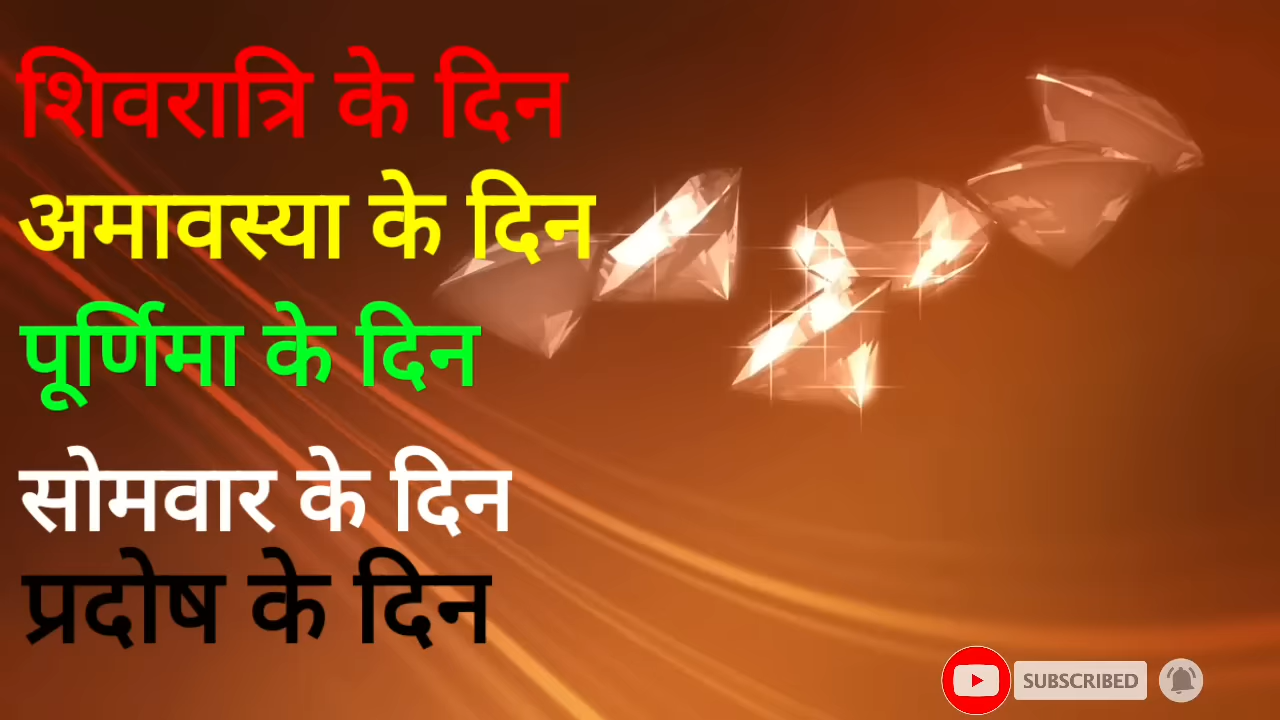 शिवरात्रि के दिन
अमावस्या के दिन
पूर्णिमा के दिन
सोमवार के दिन
प्रदोष के दिन
SUBSCRIBED